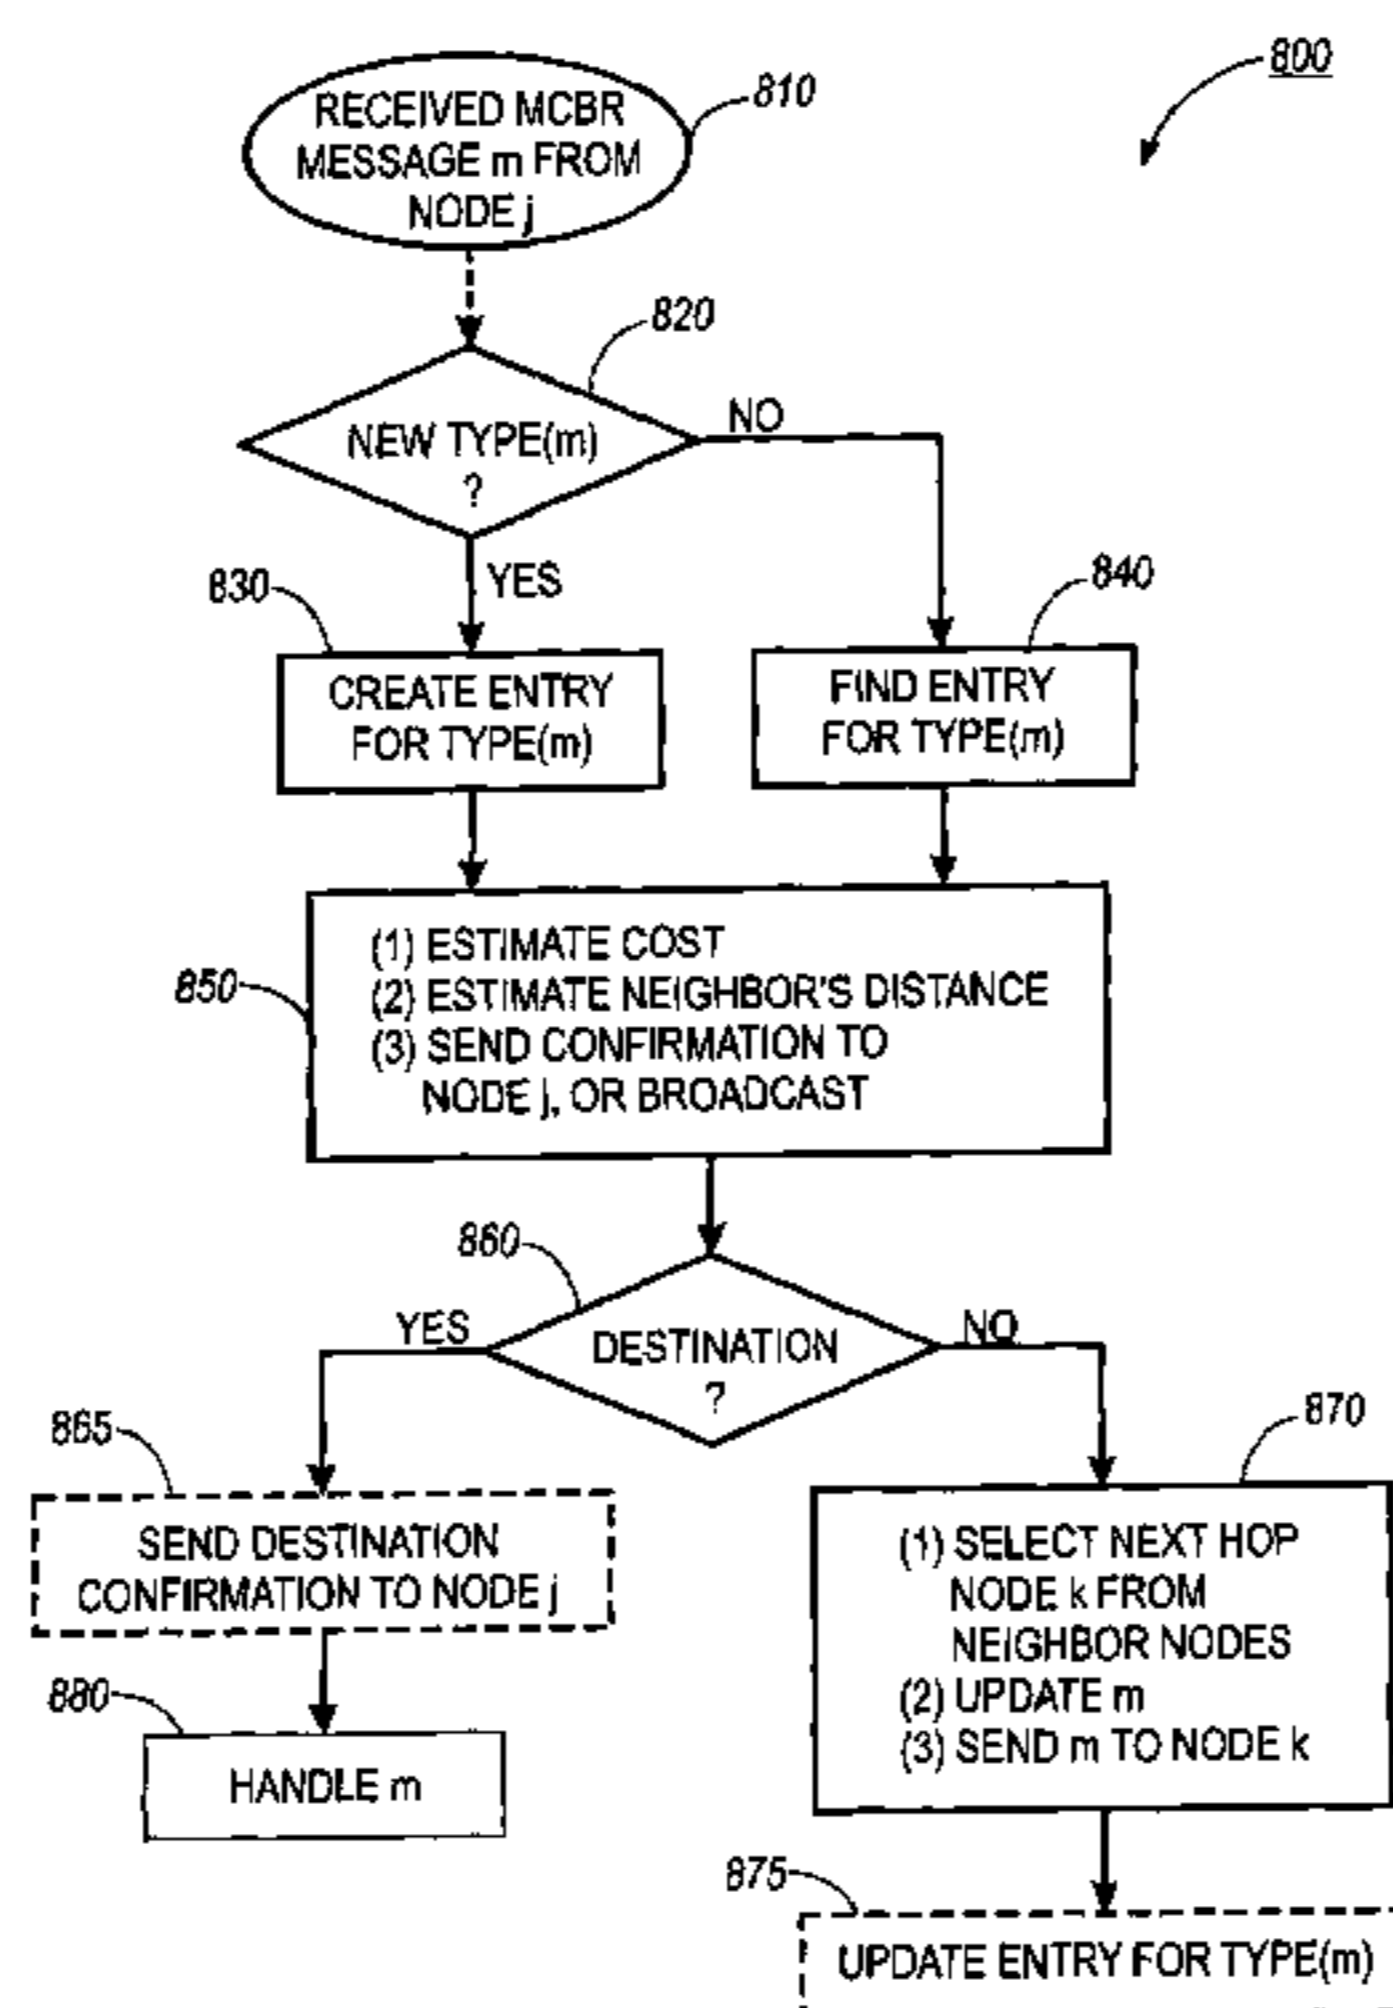 800
RECEIVED MCBR
MESSAGE m FROM
NODE j
810
820
NEW TYPE(m)
?
NO
YES
830
CREATE ENTRY
FOR TYPE(m)
840
FIND ENTRY
FOR TYPE(m)
850
(1) ESTIMATE COST
(2) ESTIMATE NEIGHBOR'S DISTANCE
(3) SEND CONFIRMATION TO
NODE j, OR BROADCAST
860
DESTINATION
?
YES
NO
865
SEND DESTINATION
CONFIRMATION TO NODE j
880
HANDLE m
870
(1) SELECT NEXT HOP
NODE k FROM
NEIGHBOR NODES
(2) UPDATE m
(3) SEND m TO NODE k
875
UPDATE ENTRY FOR TYPE(m)